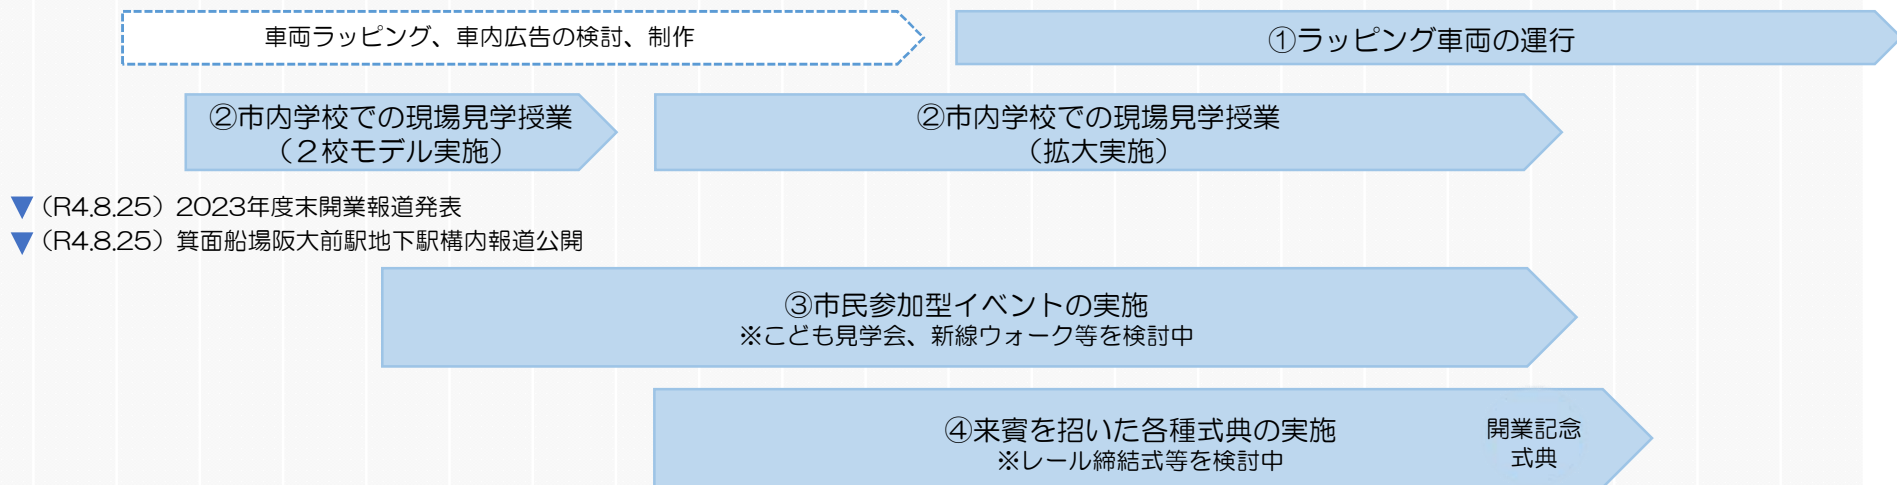 車両ラッピング、車内広告の検討、制作
①ラッピング車両の運行
②市内学校での現場見学授業
（２校モデル実施）
②市内学校での現場見学授業
（拡大実施）
▼（R4.8.25）2023年度末開業報道発表
▼（R4.8.25）箕面船場阪大前駅地下駅構内報道公開
③市民参加型イベントの実施
※こども見学会、新線ウォーク等を検討中
④来賓を招いた各種式典の実施
※レール締結式等を検討中
開業記念
式典